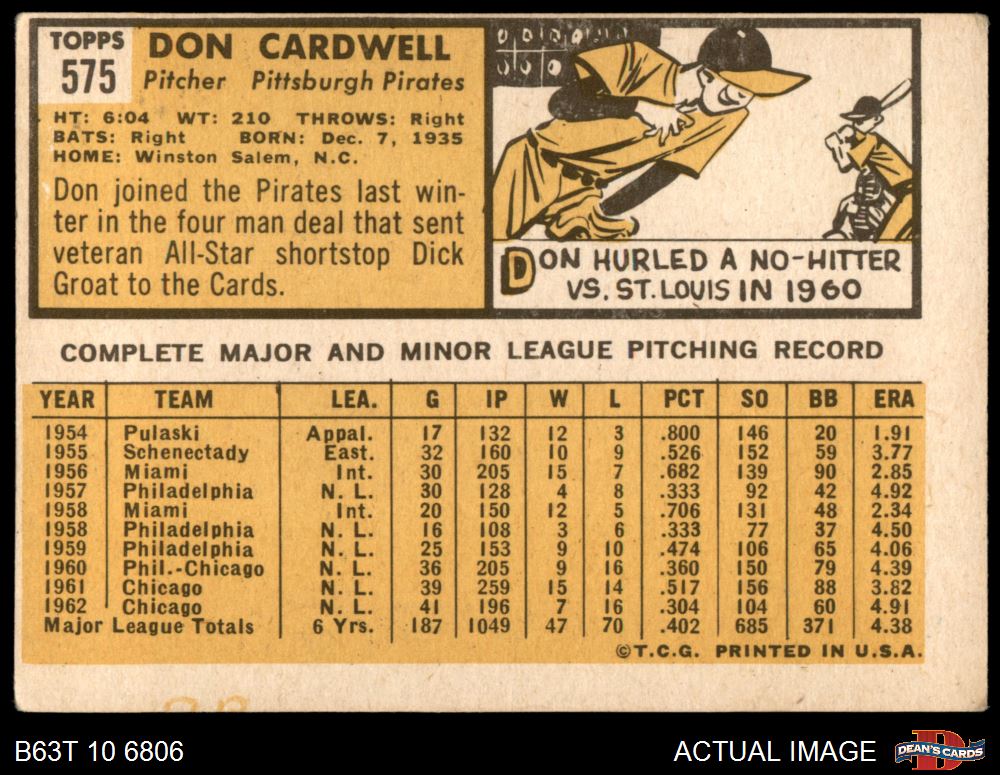 TOPPS
575
DON CARDWELL
Pitcher Pittsburgh Pirates
HT: 6:04 WT: 210 THROWS: Right
BATS: Right BORN: Dec. 7, 1935
HOME: Winston Salem, N.C.
Don joined the Pirates last win-
ter in the four man deal that sent
veteran All-Star shortstop Dick
Groat to the Cards.
DON HURLED A NO-HITTER
VS. ST. LOUIS IN 1960
COMPLETE MAJOR AND MINOR LEAGUE PITCHING RECORD
YEAR TEAM LEA. G IP W L PCT SO BB ERA
1954 Pulaski Appal. 17 132 12 3 .800 146 20 1.91
1955 Schenectady East. 32 160 10 9 .526 152 59 3.77
1956 Miami Int. 30 205 15 7 .682 139 90 2.85
1957 Philadelphia N. L. 30 128 4 8 .333 92 42 4.92
1958 Miami Int. 20 150 12 5 .706 131 48 2.34
1958 Philadelphia N. L. 16 108 3 6 .333 77 37 4.50
1959 Philadelphia N. L. 25 153 9 10 .474 106 65 4.06
1960 Phil.-Chicago N. L. 36 205 9 16 .360 150 79 4.39
1961 Chicago N. L. 39 259 15 14 .517 156 88 3.82
1962 Chicago N. L. 41 196 7 16 .304 104 60 4.91
Major League Totals 6 Yrs. 187 1049 47 70 .402 685 371 4.38
©T.C.G. PRINTED IN U.S.A.
B63T 10 6806
ACTUAL IMAGE
DEAN'S CARDS